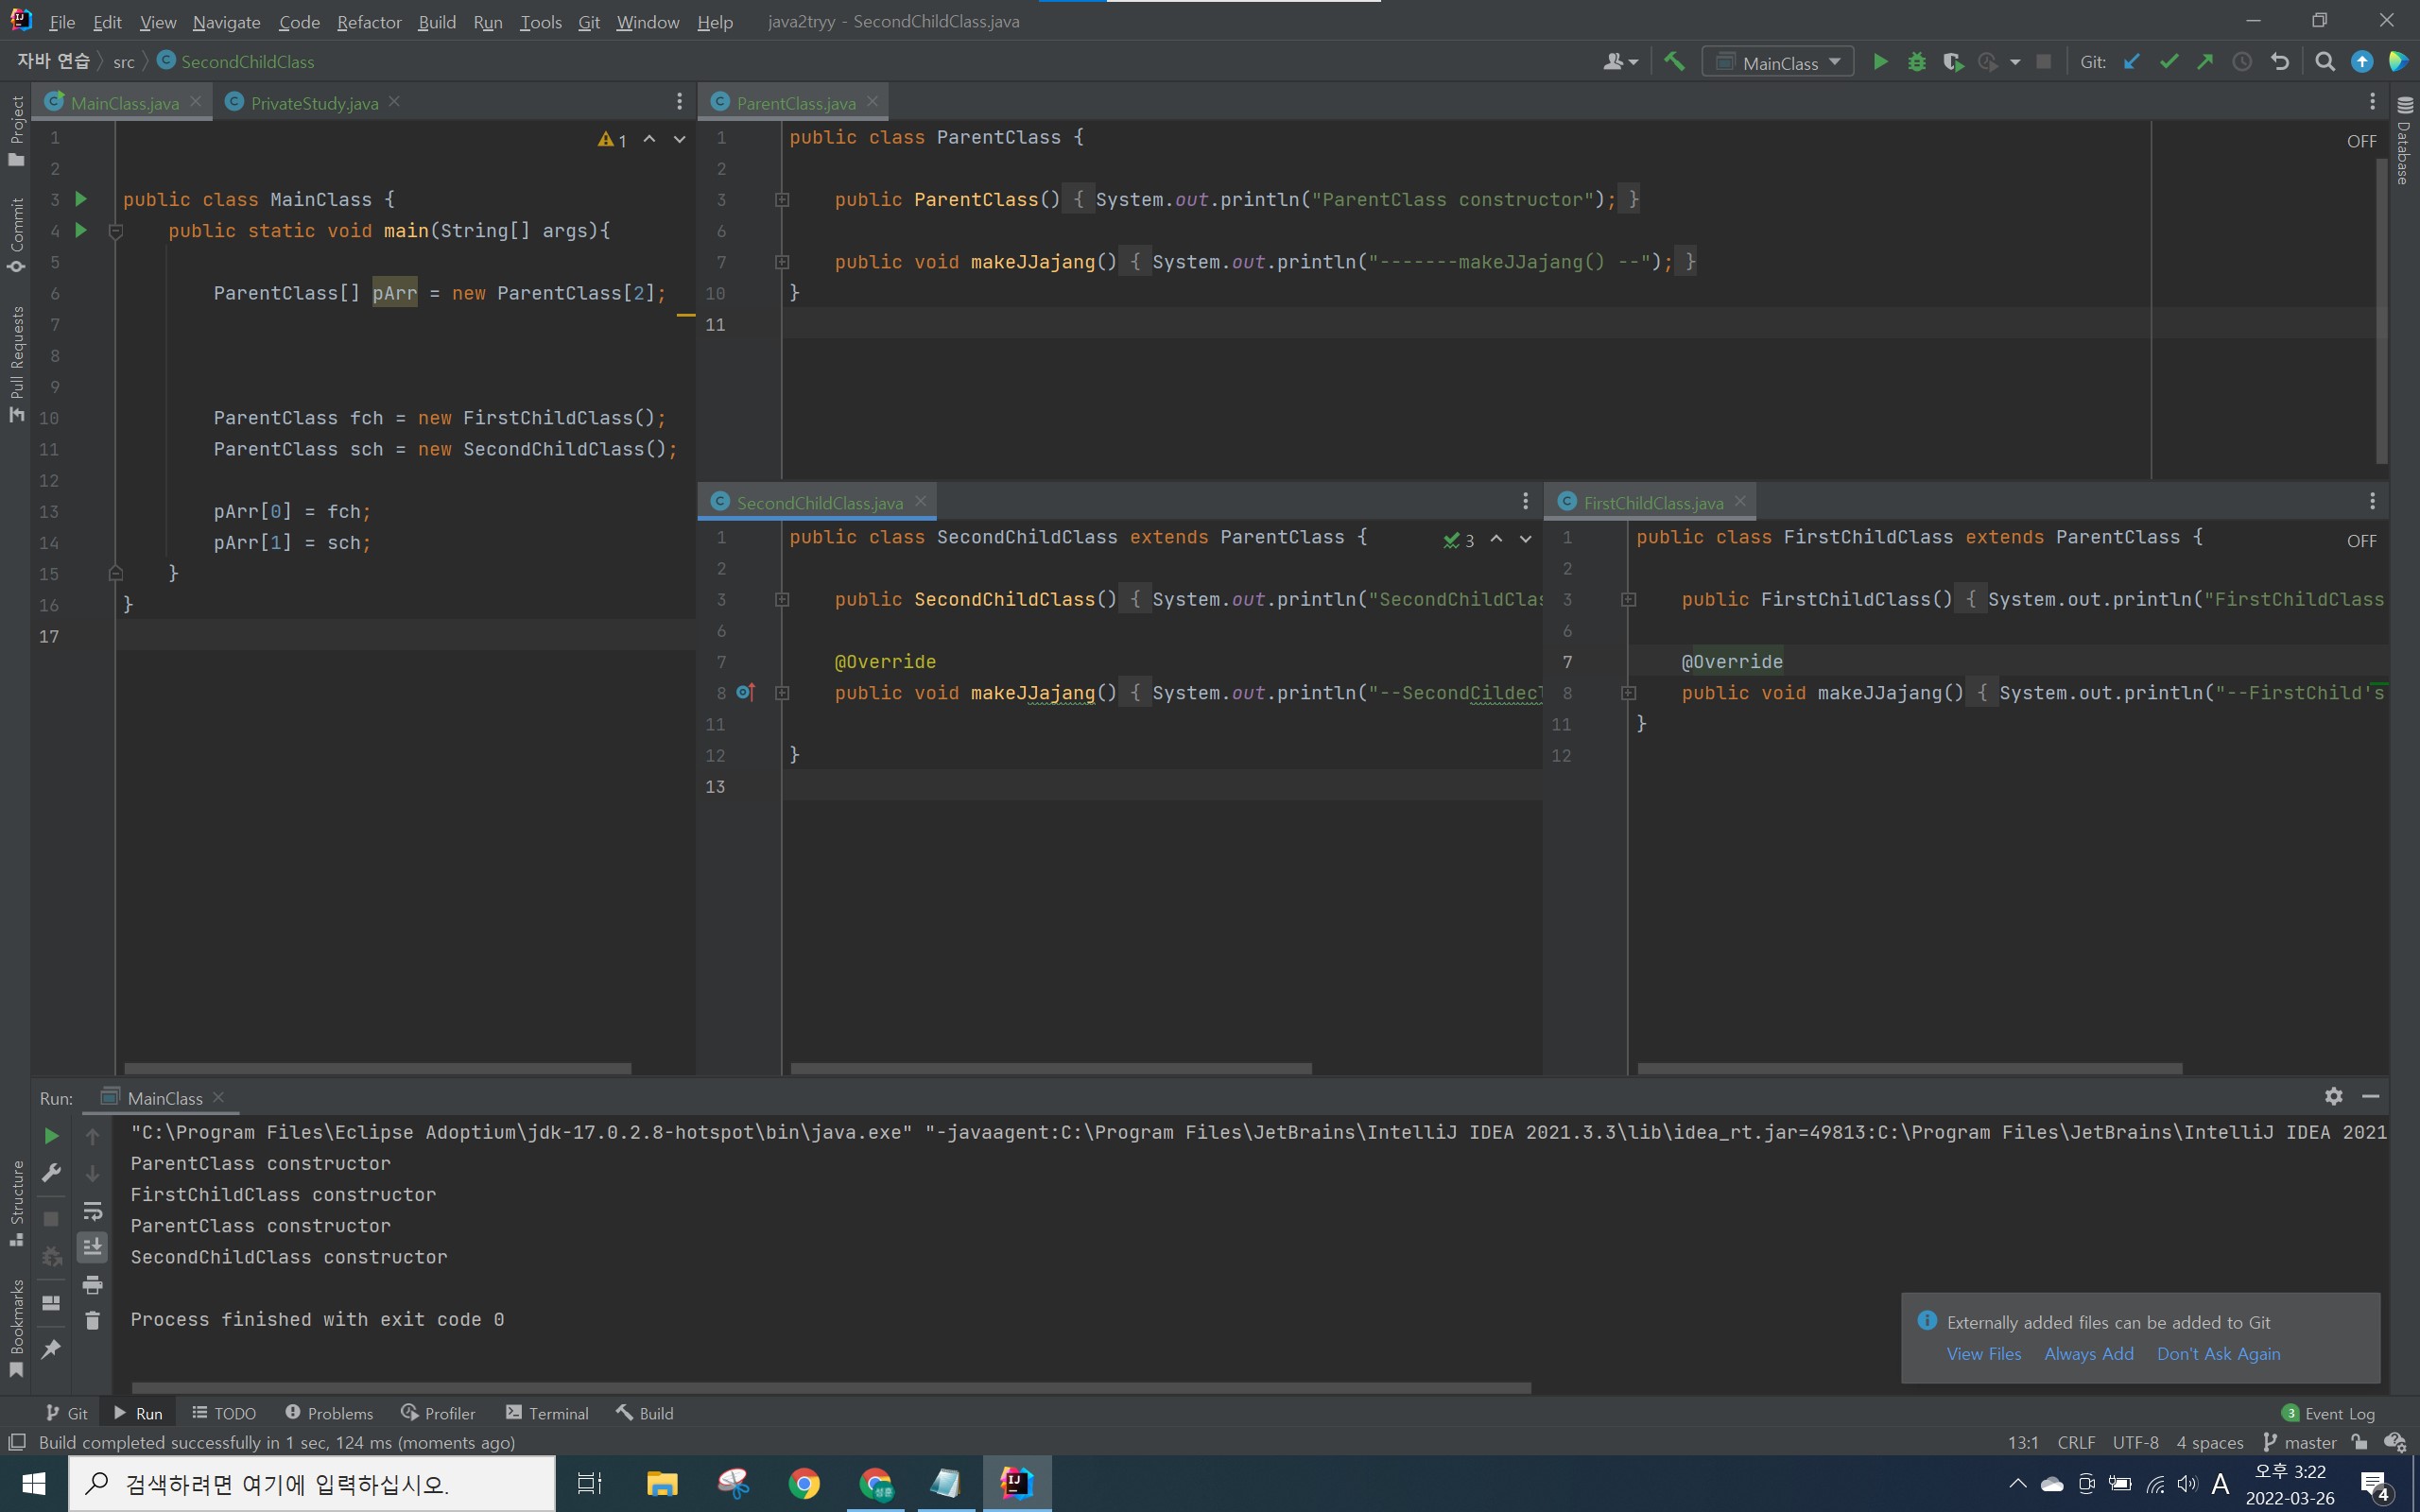 File Edit View Navigate Code Refactor Build Run Tools Git Window Help java2tryy - SecondChildClass.java
자바 연습 src SecondChildClass
MainClass Git:
Project
Commit
Pull Requests
Structure
Bookmarks
Database
MainClass.java PrivateStudy.java
1
1
2
3 public class MainClass {
4 public static void main(String[] args){
5
6 ParentClass[] pArr = new ParentClass[2];
7
8
9
10 ParentClass fch = new FirstChildClass();
11 ParentClass sch = new SecondChildClass();
12
13 pArr[0] = fch;
14 pArr[1] = sch;
15 }
16 }
17
ParentClass.java
OFF
1 public class ParentClass {
2
3 public ParentClass() { System.out.println("ParentClass constructor"); }
6
7 public void makeJJajang() { System.out.println("-------makeJJajang() --"); }
10 }
11
SecondChildClass.java
3
1 public class SecondChildClass extends ParentClass {
2
3 public SecondChildClass() { System.out.println("SecondChildClas
6
7 @Override
8 public void makeJJajang() { System.out.println("--SecondCildecl
11
12 }
13
FirstChildClass.java
OFF
1 public class FirstChildClass extends ParentClass {
2
3 public FirstChildClass() { System.out.println("FirstChildClass
6
7 @Override
8 public void makeJJajang() { System.out.println("--FirstChild's
11 }
12
Run: MainClass
"C:\Program Files\Eclipse Adoptium\jdk-17.0.2.8-hotspot\bin\java.exe" "-javaagent:C:\Program Files\JetBrains\IntelliJ IDEA 2021.3.3\lib\idea_rt.jar=49813:C:\Program Files\JetBrains\IntelliJ IDEA 2021
ParentClass constructor
FirstChildClass constructor
ParentClass constructor
SecondChildClass constructor
Process finished with exit code 0
Externally added files can be added to Git
View Files Always Add Don't Ask Again
Git Run TODO Problems Profiler Terminal Build 3 Event Log
Build completed successfully in 1 sec, 124 ms (moments ago) 13:1 CRLF UTF-8 4 spaces master
검색하려면 여기에 입력하십시오.
A
오후 3:22
2022-03-26
4